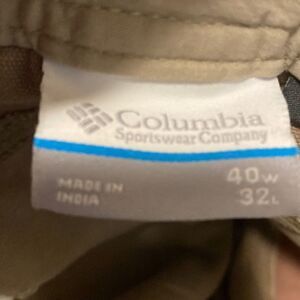 Columbia
Sportswear Company
MADE IN
INDIA
40W
32L